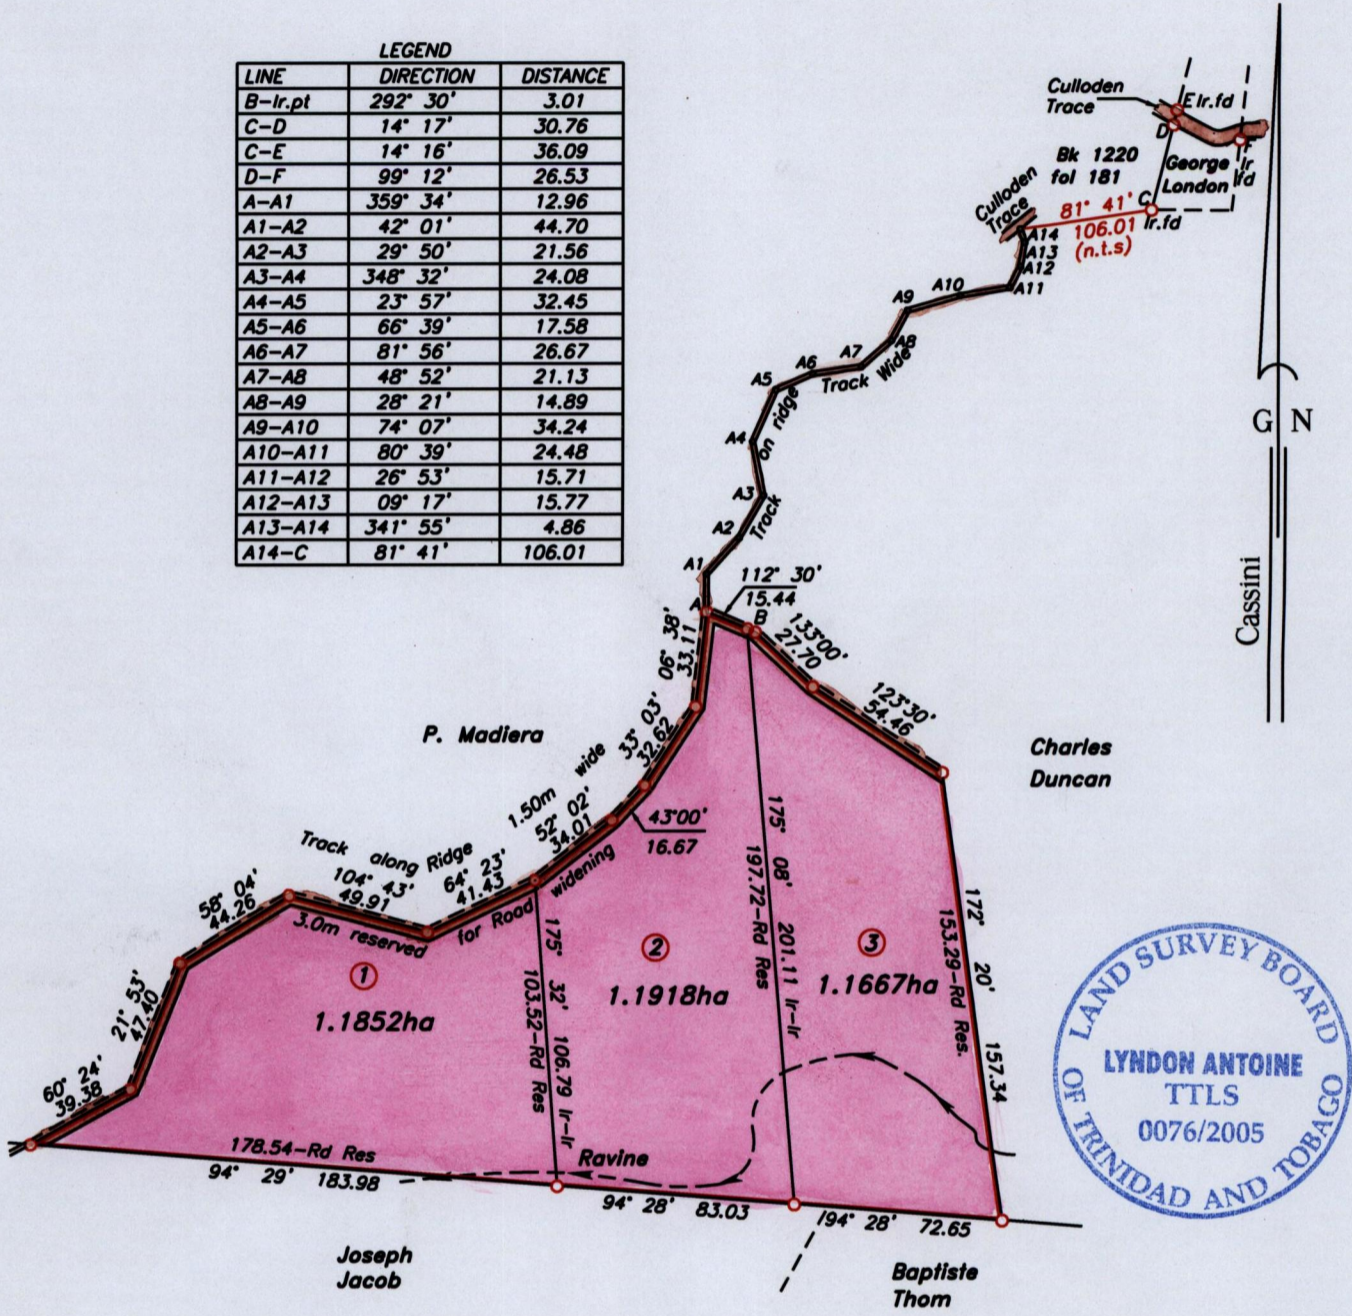 LEGEND
LINE DIRECTION DISTANCE
B-Ir.pt 292° 30' 3.01
C-D 14° 17' 30.76
C-E 14° 16' 36.09
D-F 99° 12' 26.53
A-A1 359° 34' 12.96
A1-A2 42° 01' 44.70
A2-A3 29° 50' 21.56
A3-A4 348° 32' 24.08
A4-A5 23° 57' 32.45
A5-A6 66° 39' 17.58
A6-A7 81° 56' 26.67
A7-A8 48° 52' 21.13
A8-A9 28° 21' 14.89
A9-A10 74° 07' 34.24
A10-A11 80° 39' 24.48
A11-A12 26° 53' 15.71
A12-A13 09° 17' 15.77
A13-A14 341° 55' 4.86
A14-C 81° 41' 106.01
Culloden
Trace
E Ir.fd
D
F
Ir
fd
Bk 1220
fol 181
George
London
C
Ir.fd
Culloden
Trace
81° 41'
106.01
(n.t.s)
A14
A13
A12
A11
A10
A9
A8
A7
A6
A5
A4
A3
A2
A1
Track Wide
on ridge
Track
G N
Cassini
A
112° 30'
15.44
B
133°00'
27.70
123°30'
54.46
06° 38'
33.11
33° 03'
32.62
43°00'
16.67
1.50m wide
52° 02'
34.01
P. Madiera
Charles
Duncan
Track along Ridge
64° 23'
41.43
104° 43'
49.91
3.0m reserved for Road widening
58° 04'
44.26
21° 53'
47.40
60° 24'
39.38
175° 32' 106.79 Ir-Ir
103.52-Rd Res
175° 08' 201.11 Ir-Ir
197.72-Rd Res
172° 20' 157.34
153.29-Rd Res.
1
1.1852ha
2
1.1918ha
3
1.1667ha
178.54-Rd Res
94° 29' 183.98
Ravine
94° 28' 83.03
94° 28' 72.65
Joseph
Jacob
Baptiste
Thom
LAND SURVEY BOARD
OF TRINIDAD AND TOBAGO
LYNDON ANTOINE
TTLS
0076/2005